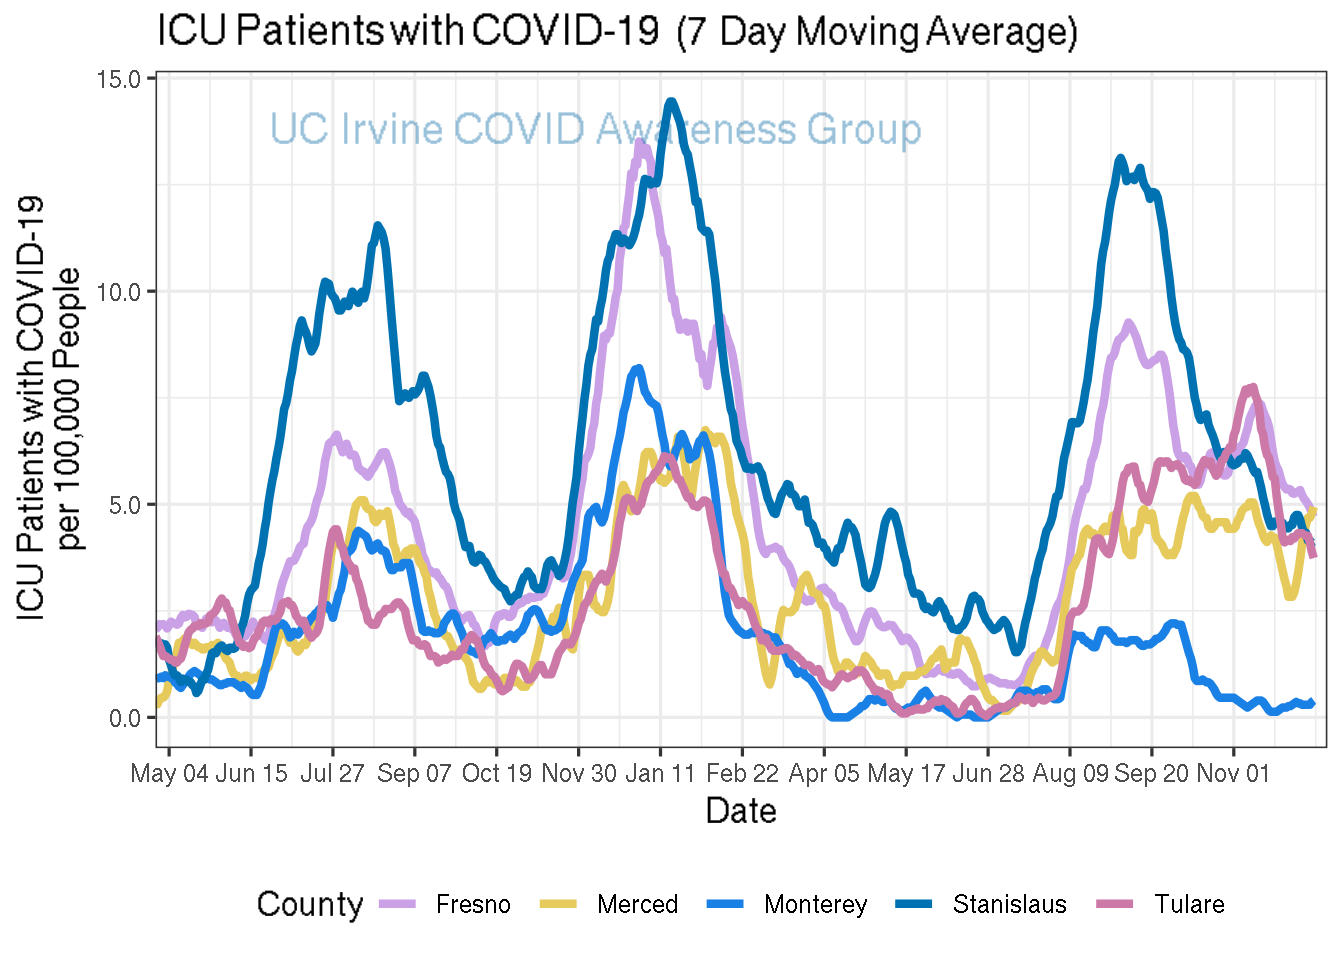 ICU Patients with COVID-19 (7 Day Moving Average)
UC Irvine COVID Awareness Group
ICU Patients with COVID-19
per 100,000 People
15.0
10.0
5.0
0.0
May 04 Jun 15 Jul 27 Sep 07 Oct 19 Nov 30 Jan 11 Feb 22 Apr 05 May 17 Jun 28 Aug 09 Sep 20 Nov 01
Date
County Fresno Merced Monterey Stanislaus Tulare